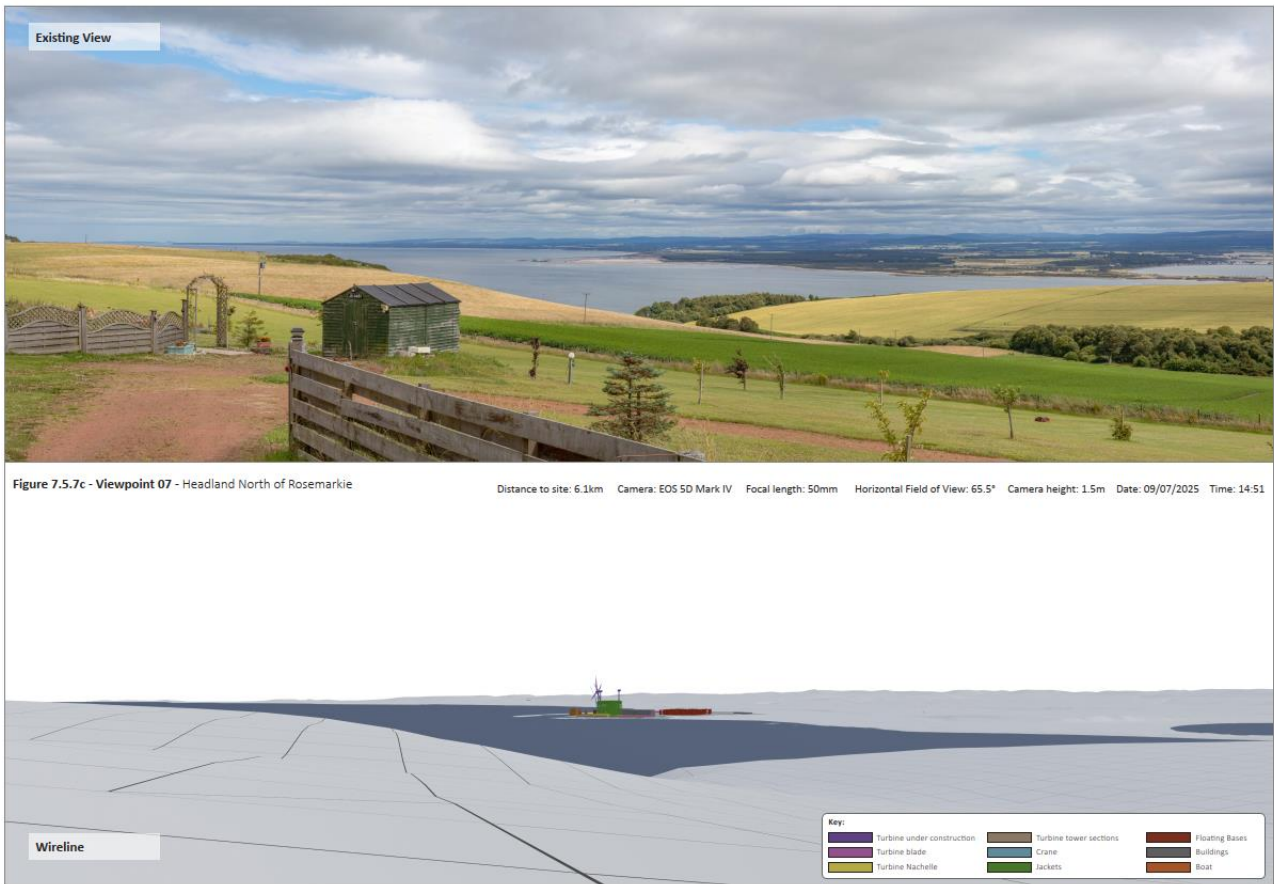 Existing View
Figure 7.5.7c - Viewpoint 07 - Headland North of Rosemarkie
Distance to site: 6.1km Camera: EOS 5D Mark IV Focal length: 50mm Horizontal Field of View: 65.5° Camera height: 1.5m Date: 09/07/2025 Time: 14:51
Key:
Turbine under construction Turbine tower sections Floating Bases
Turbine blade Crane Buildings
Turbine Nachelle Jackets Boat
Wireline